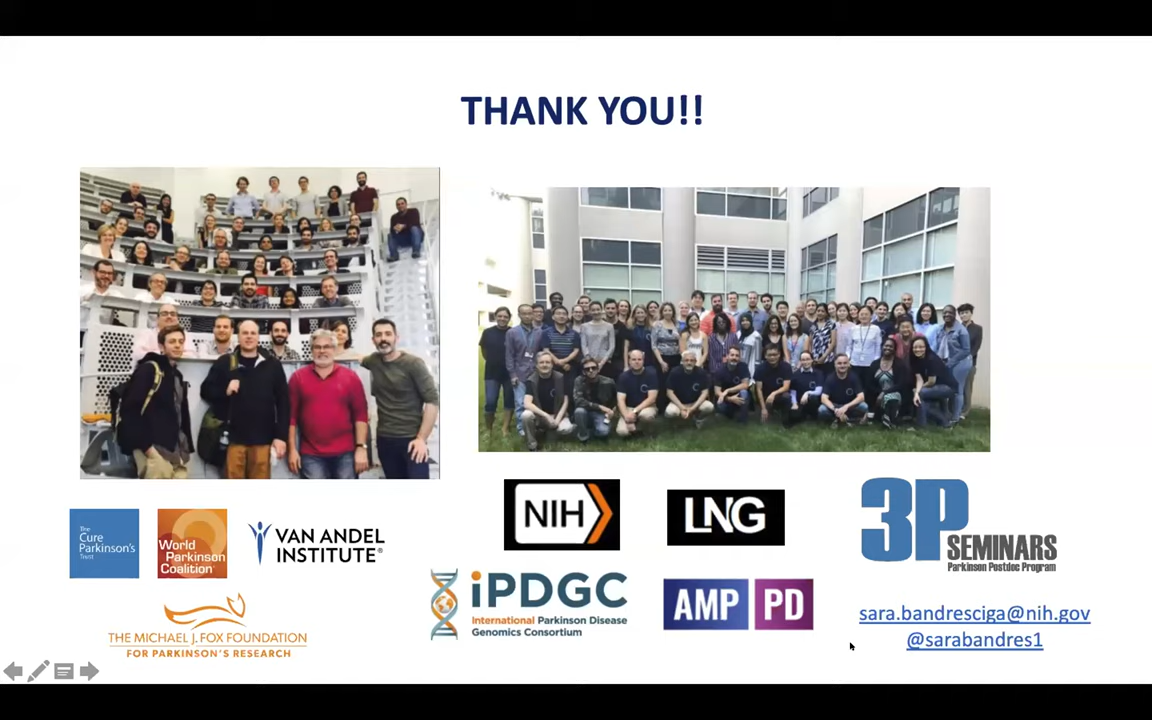 THANK YOU!!
The
Cure
Parkinson's
Trust
World
Parkinson
Coalition
VAN ANDEL
INSTITUTE®
THE MICHAEL J. FOX FOUNDATION
FOR PARKINSON'S RESEARCH
NIH
LNG
iPDGC
International Parkinson Disease
Genomics Consortium
AMP PD
3P
SEMINARS
Parkinson Postdoc Program
sara.bandresciga@nih.gov
@sarabandres1